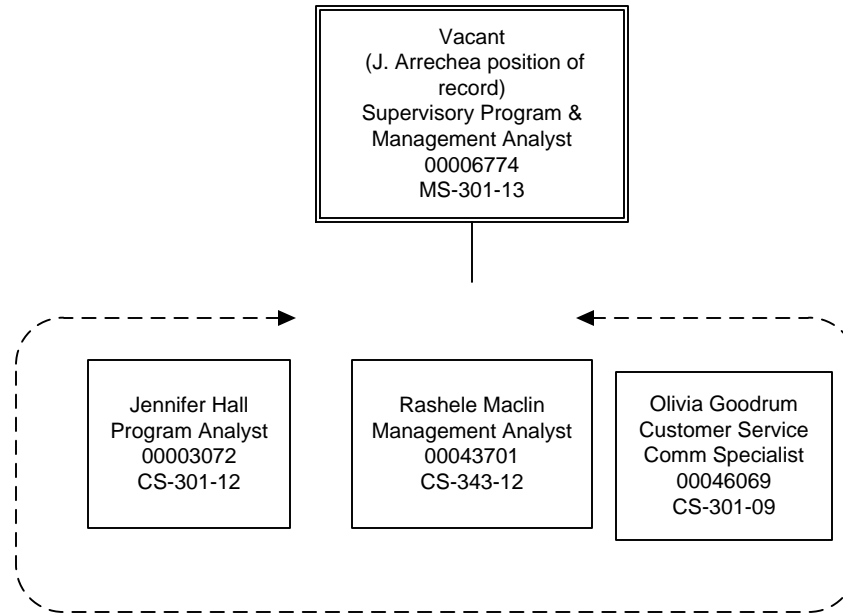 Vacant
(J. Arrechea position of
record)
Supervisory Program &
Management Analyst
00006774
MS-301-13
Jennifer Hall
Program Analyst
00003072
CS-301-12
Rashele Maclin
Management Analyst
00043701
CS-343-12
Olivia Goodrum
Customer Service
Comm Specialist
00046069
CS-301-09